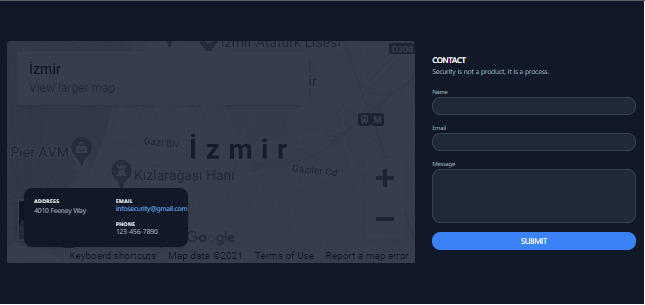 İzmir Atatürk Lisesi
D300
İzmir
View larger map
ir
M
Gazi Blv.
Pier AVM
İzmir
Gaziler Cd
Kızlarağası Hanı
ADDRESS
4010 Feeney Way
EMAIL
infosecurity@gmail.com
PHONE
123-456-7890
Google
Keyboard shortcuts Map data ©2021 Terms of Use Report a map error
CONTACT
Security is not a product, it is a process.
Name
Email
Message
SUBMIT